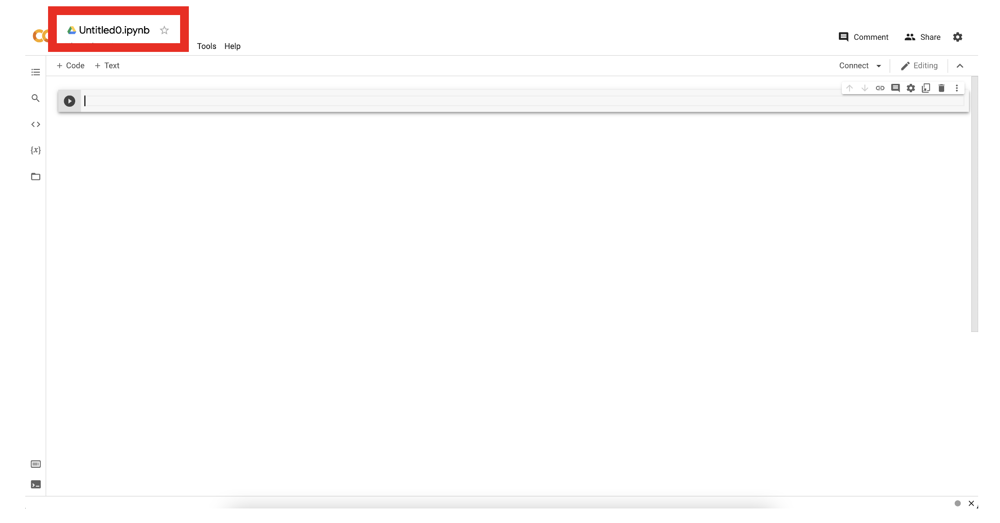 Untitled0.ipynb
Tools Help
Comment Share
+ Code + Text
Connect Editing
{x}